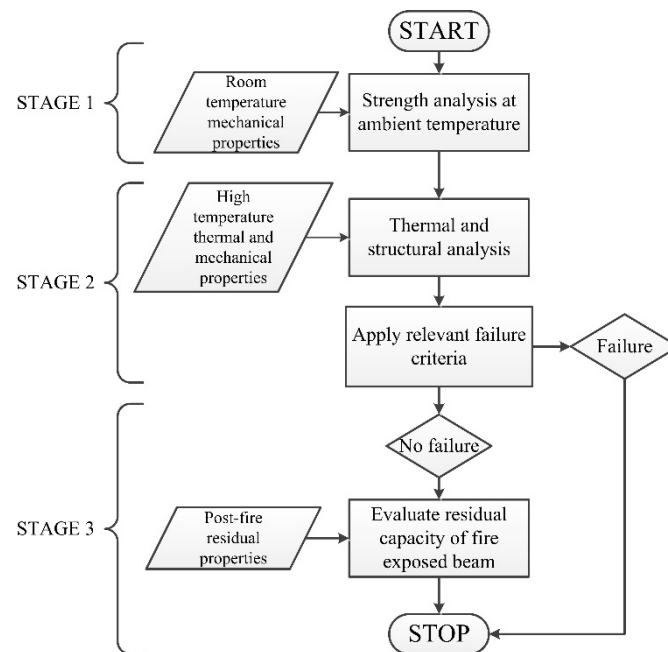 START
STAGE 1
Room
temperature
mechanical
properties
Strength analysis at
ambient temperature
STAGE 2
High
temperature
thermal and
mechanical
properties
Thermal and
structural analysis
Apply relevant failure
criteria
Failure
No failure
STAGE 3
Post-fire
residual
properties
Evaluate residual
capacity of fire
exposed beam
STOP